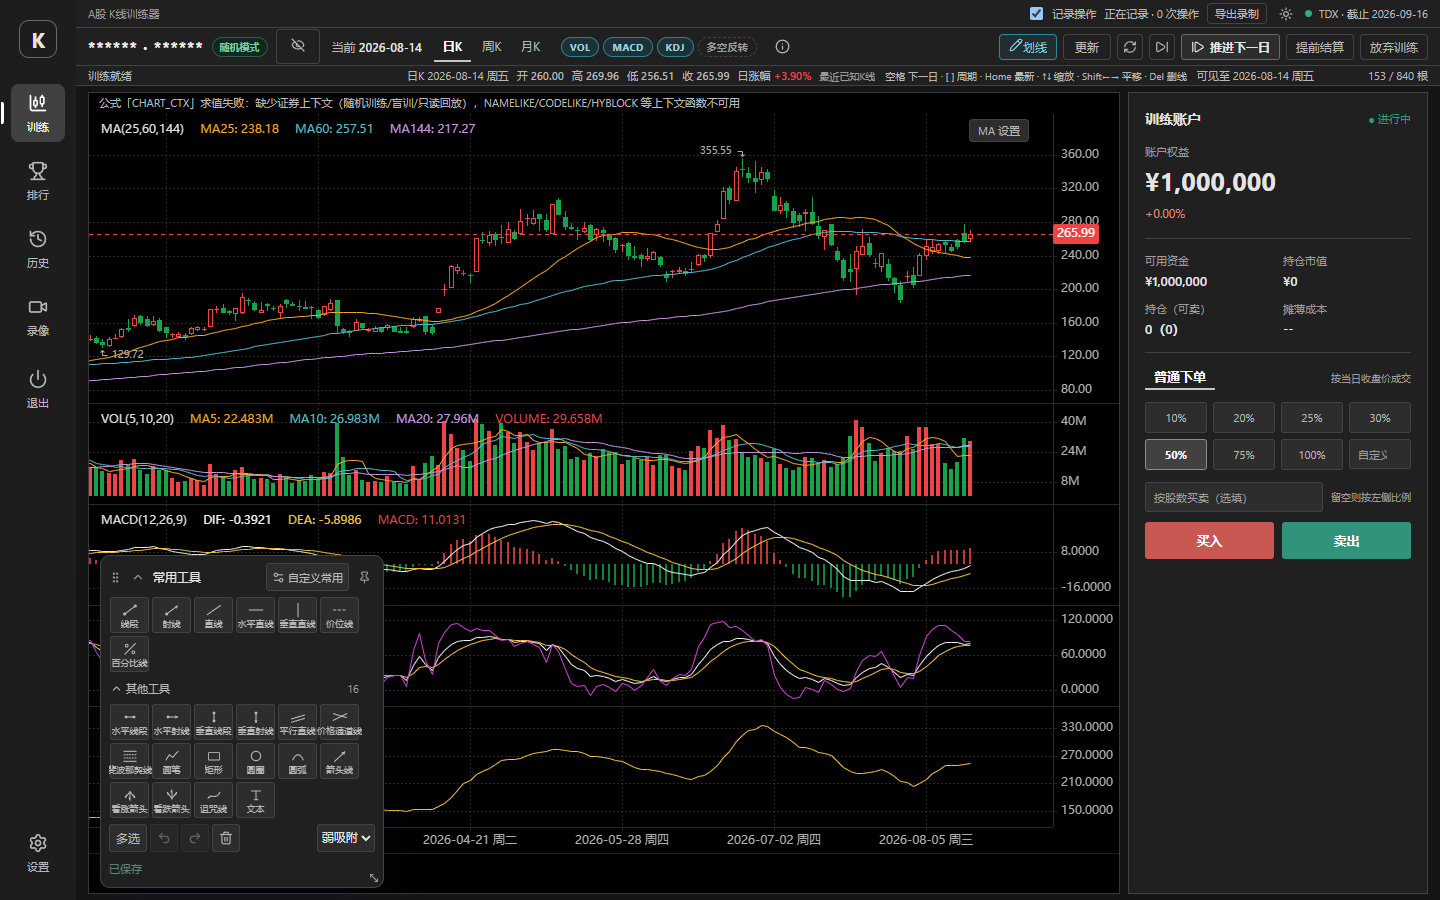 A股 K线训练器
记录操作 正在记录 · 0 次操作 导出录制 TDX · 截止 2026-09-16
K
****** · ****** 随机模式 当前 2026-08-14 日K 周K 月K VOL MACD KDJ 多空反转 划线 更新 推进下一日 提前结算 放弃训练
训练就绪 日K 2026-08-14 周五 开 260.00 高 269.96 低 256.51 收 265.99 日涨幅 +3.90% 最近已知K线 空格 下一日 · [ ] 周期 · Home 最新 · ↑↓ 缩放 · Shift+←→ 平移 · Del 删线 可见至 2026-08-14 周五 153 / 840 根
训练
排行
历史
录像
退出
设置
公式「CHART_CTX」求值失败：缺少证券上下文（随机训练/盲训/只读回放），NAMELIKE/CODELIKE/HYBLOCK 等上下文函数不可用
MA(25,60,144) MA25: 238.18 MA60: 257.51 MA144: 217.27 MA 设置
355.55
129.72
360.00
320.00
280.00
265.99
240.00
200.00
160.00
120.00
80.00
VOL(5,10,20) MA5: 22.483M MA10: 26.983M MA20: 27.96M VOLUME: 29.658M
40M
24M
8M
MACD(12,26,9) DIF: -0.3921 DEA: -5.8986 MACD: 11.0131
8.0000
-16.0000
120.0000
60.0000
0.0000
330.0000
270.0000
210.0000
150.0000
2026-04-21 周二 2026-05-28 周四 2026-07-02 周四 2026-08-05 周三
常用工具 自定义常用
线段 射线 直线 水平直线 垂直直线 价位线
百分比线
其他工具 16
水平线段 水平射线 垂直线段 垂直射线 平行直线 价格通道线
斐波那契线 画笔 矩形 圆圈 圆弧 箭头线
看涨箭头 看跌箭头 诅咒线 文本
多选 弱吸附
已保存
训练账户 进行中
账户权益
¥1,000,000
+0.00%
可用资金 持仓市值
¥1,000,000 ¥0
持仓（可卖） 摊薄成本
0（0） --
普通下单 按当日收盘价成交
10% 20% 25% 30%
50% 75% 100% 自定义
按股数买卖（选填） 留空则按左侧比例
买入 卖出